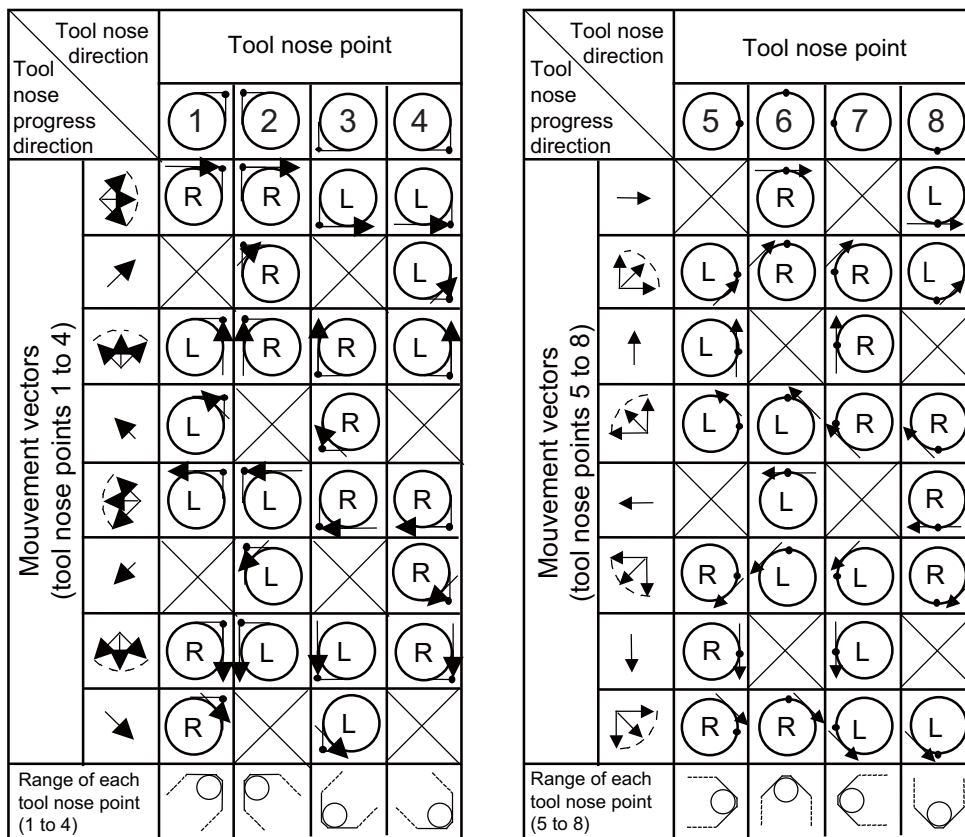 Tool nose
direction
Tool
nose
progress
direction
Tool nose point
1 2 3 4
Mouvement vectors
(tool nose points 1 to 4)
R R L L
R L
L R R L
L R
L L R R
L R
R L L R
R L
Range of each
tool nose point
(1 to 4)
Tool nose
direction
Tool
nose
progress
direction
Tool nose point
5 6 7 8
Mouvement vectors
(tool nose points 5 to 8)
R L
L R R L
L R
L L R R
L R
R L L R
R L
R R L L
Range of each
tool nose point
(5 to 8)